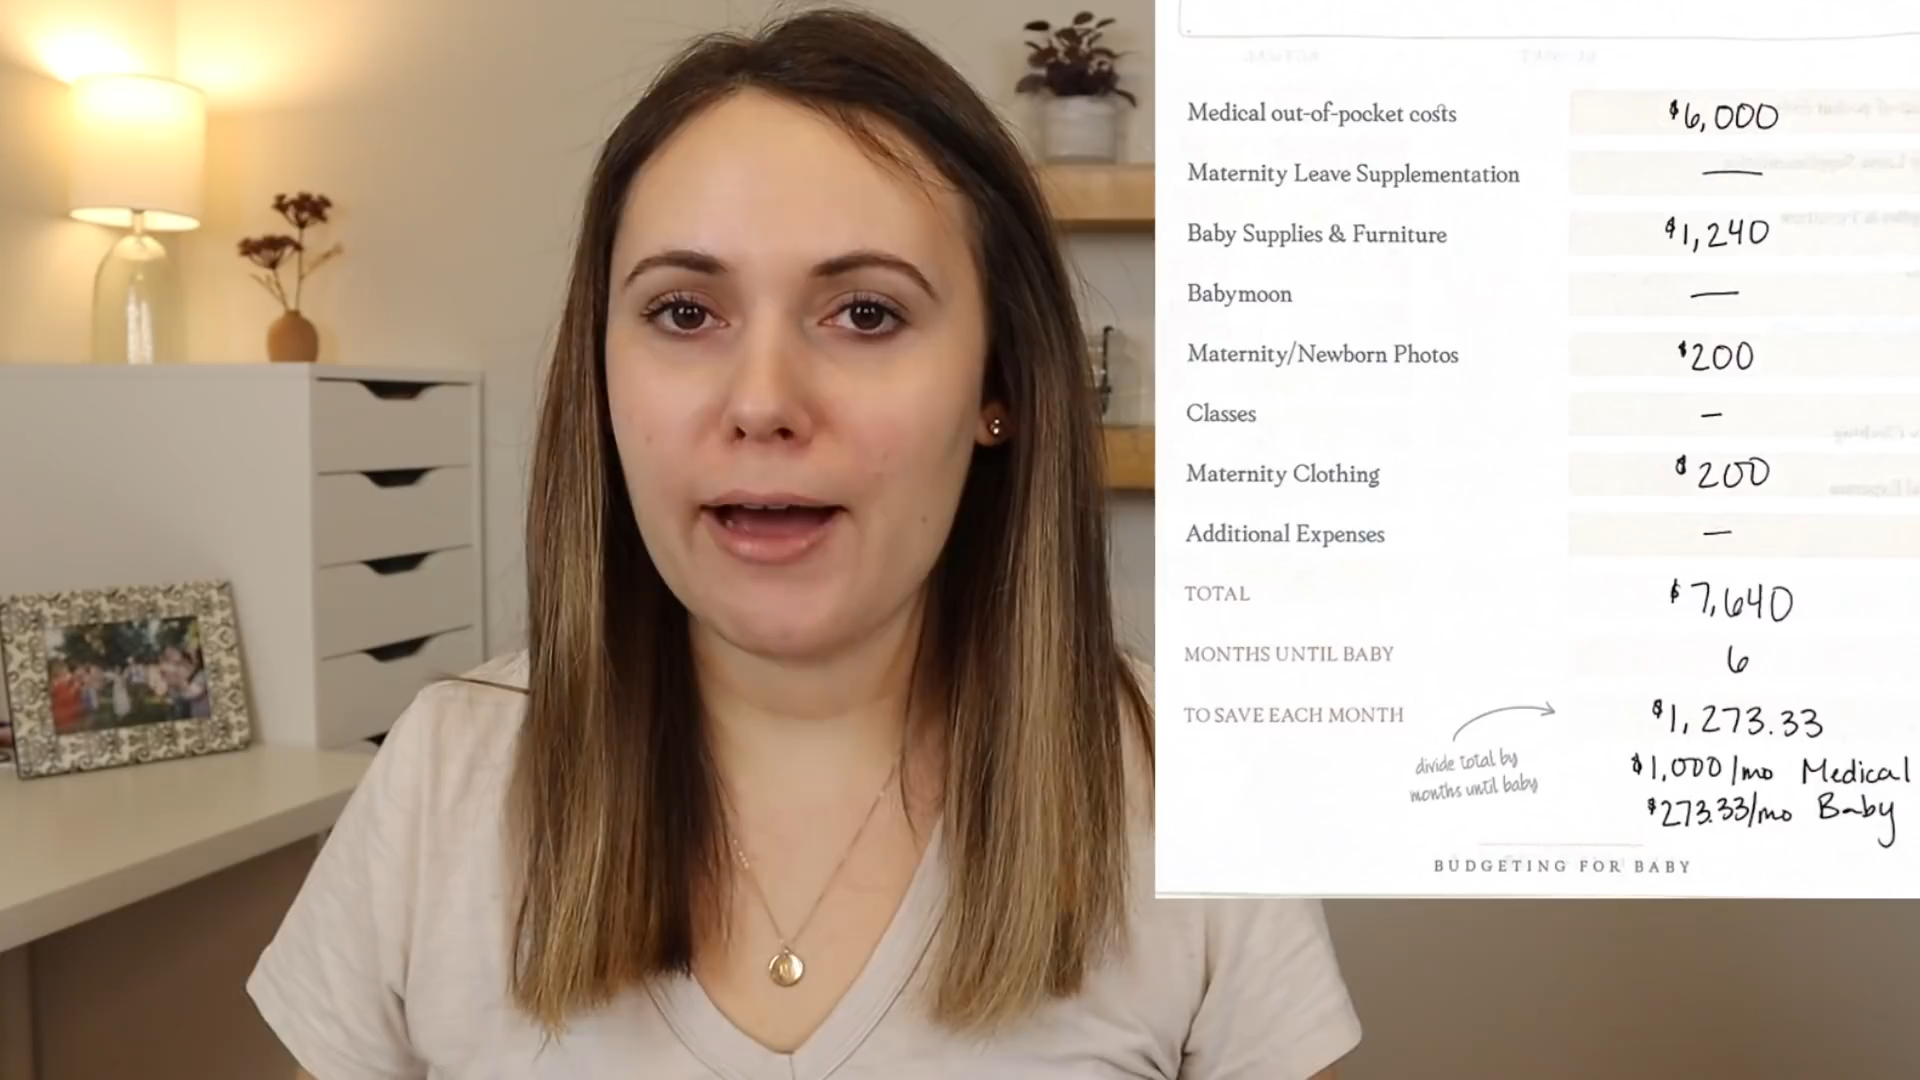 Medical out-of-pocket costs $6,000
Maternity Leave Supplementation —
Baby Supplies & Furniture $1,240
Babymoon —
Maternity/Newborn Photos $200
Classes —
Maternity Clothing $200
Additional Expenses —
TOTAL $7,640
MONTHS UNTIL BABY 6
TO SAVE EACH MONTH $1,273.33
divide total by
months until baby
$1,000/mo Medical
$273.33/mo Baby
BUDGETING FOR BABY